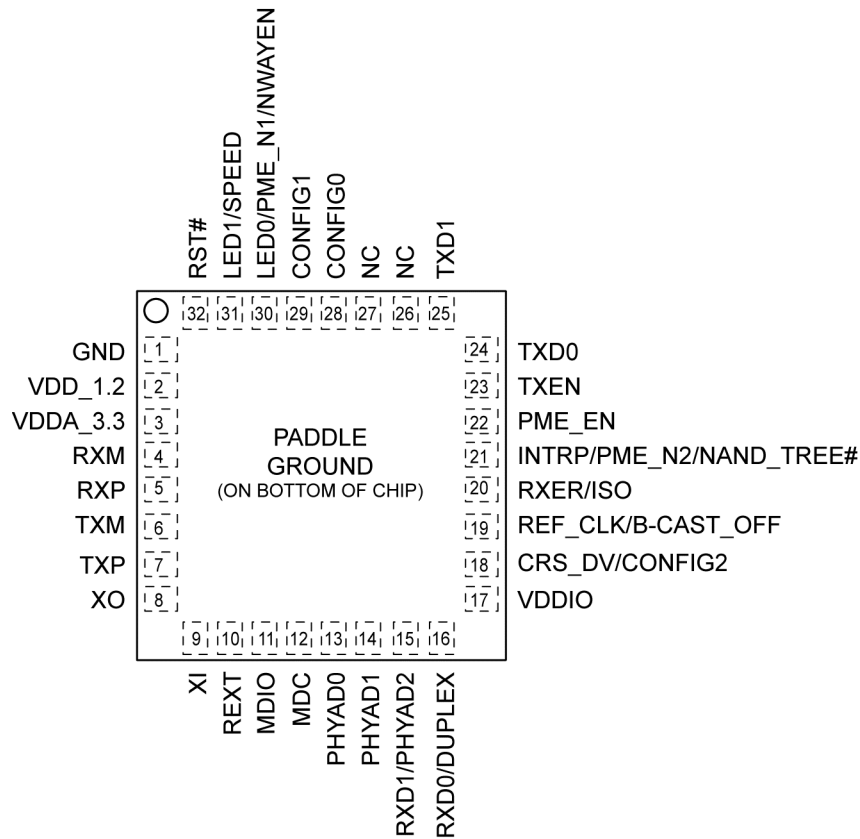 RST#
LED1/SPEED
LED0/PME_N1/NWAYEN
CONFIG1
CONFIG0
NC
NC
TXD1
32 31 30 29 28 27 26 25
GND 1
VDD_1.2 2
VDDA_3.3 3
RXM 4
RXP 5
TXM 6
TXP 7
XO 8
PADDLE
GROUND
(ON BOTTOM OF CHIP)
24 TXD0
23 TXEN
22 PME_EN
21 INTRP/PME_N2/NAND_TREE#
20 RXER/ISO
19 REF_CLK/B-CAST_OFF
18 CRS_DV/CONFIG2
17 VDDIO
9 10 11 12 13 14 15 16
XI
REXT
MDIO
MDC
PHYAD0
PHYAD1
RXD1/PHYAD2
RXD0/DUPLEX